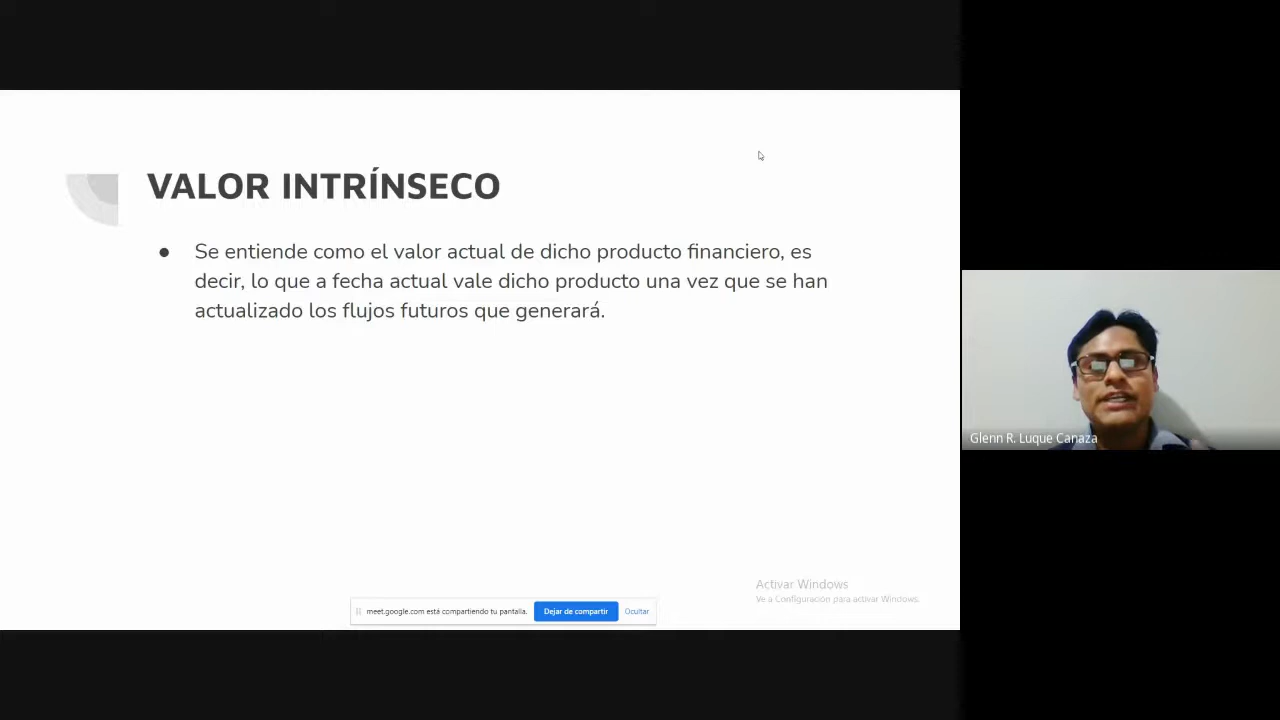 VALOR INTRÍNSECO
● Se entiende como el valor actual de dicho producto financiero, es
decir, lo que a fecha actual vale dicho producto una vez que se han
actualizado los flujos futuros que generará.
Glenn R. Luque Canaza
Activar Windows
Ve a Configuración para activar Windows.
meet.google.com está compartiendo tu pantalla. Dejar de compartir Ocultar